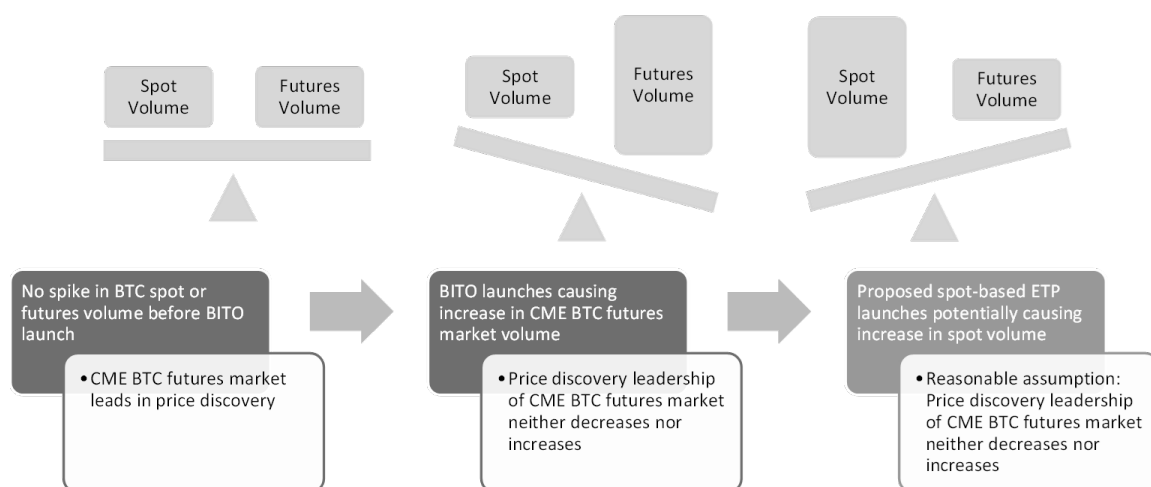 Spot
Volume
Futures
Volume
Spot
Volume
Futures
Volume
Spot
Volume
Futures
Volume
No spike in BTC spot or
futures volume before BITO
launch
•CME BTC futures market
leads in price discovery
BITO launches causing
increase in CME BTC futures
market volume
•Price discovery leadership
of CME BTC futures market
neither decreases nor
increases
Proposed spot-based ETP
launches potentially causing
increase in spot volume
•Reasonable assumption:
Price discovery leadership
of CME BTC futures market
neither decreases nor
increases